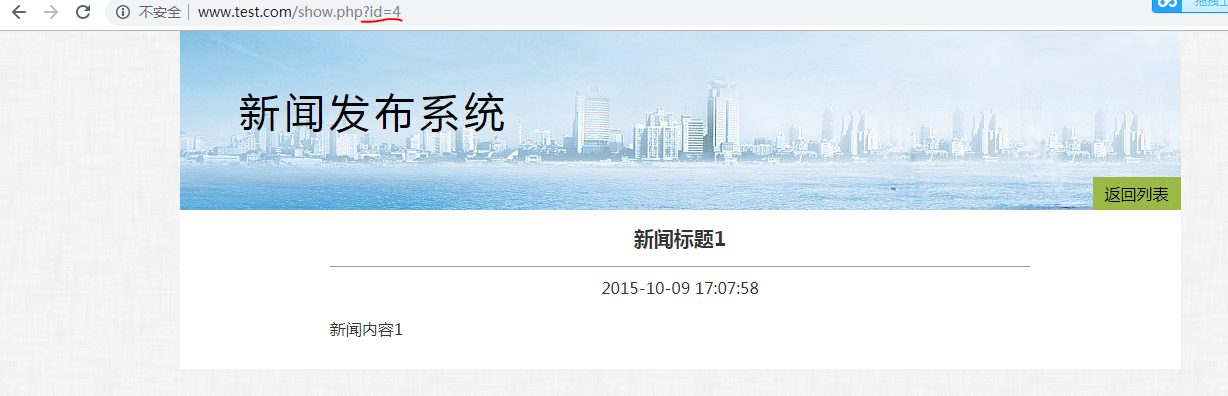 不安全 www.test.com/show.php?id=4
新闻发布系统
返回列表
新闻标题1
2015-10-09 17:07:58
新闻内容1